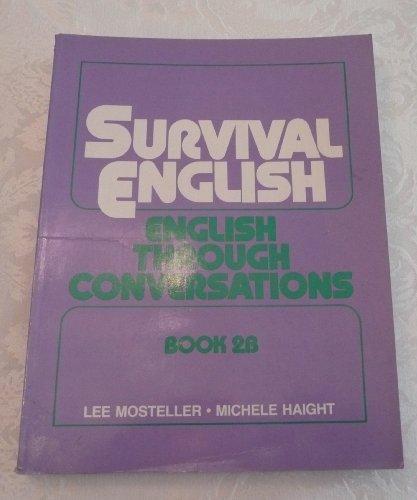 SURVIVAL
ENGLISH
ENGLISH
THROUGH
CONVERSATIONS
BOOK 2B
LEE MOSTELLER • MICHELE HAIGHT